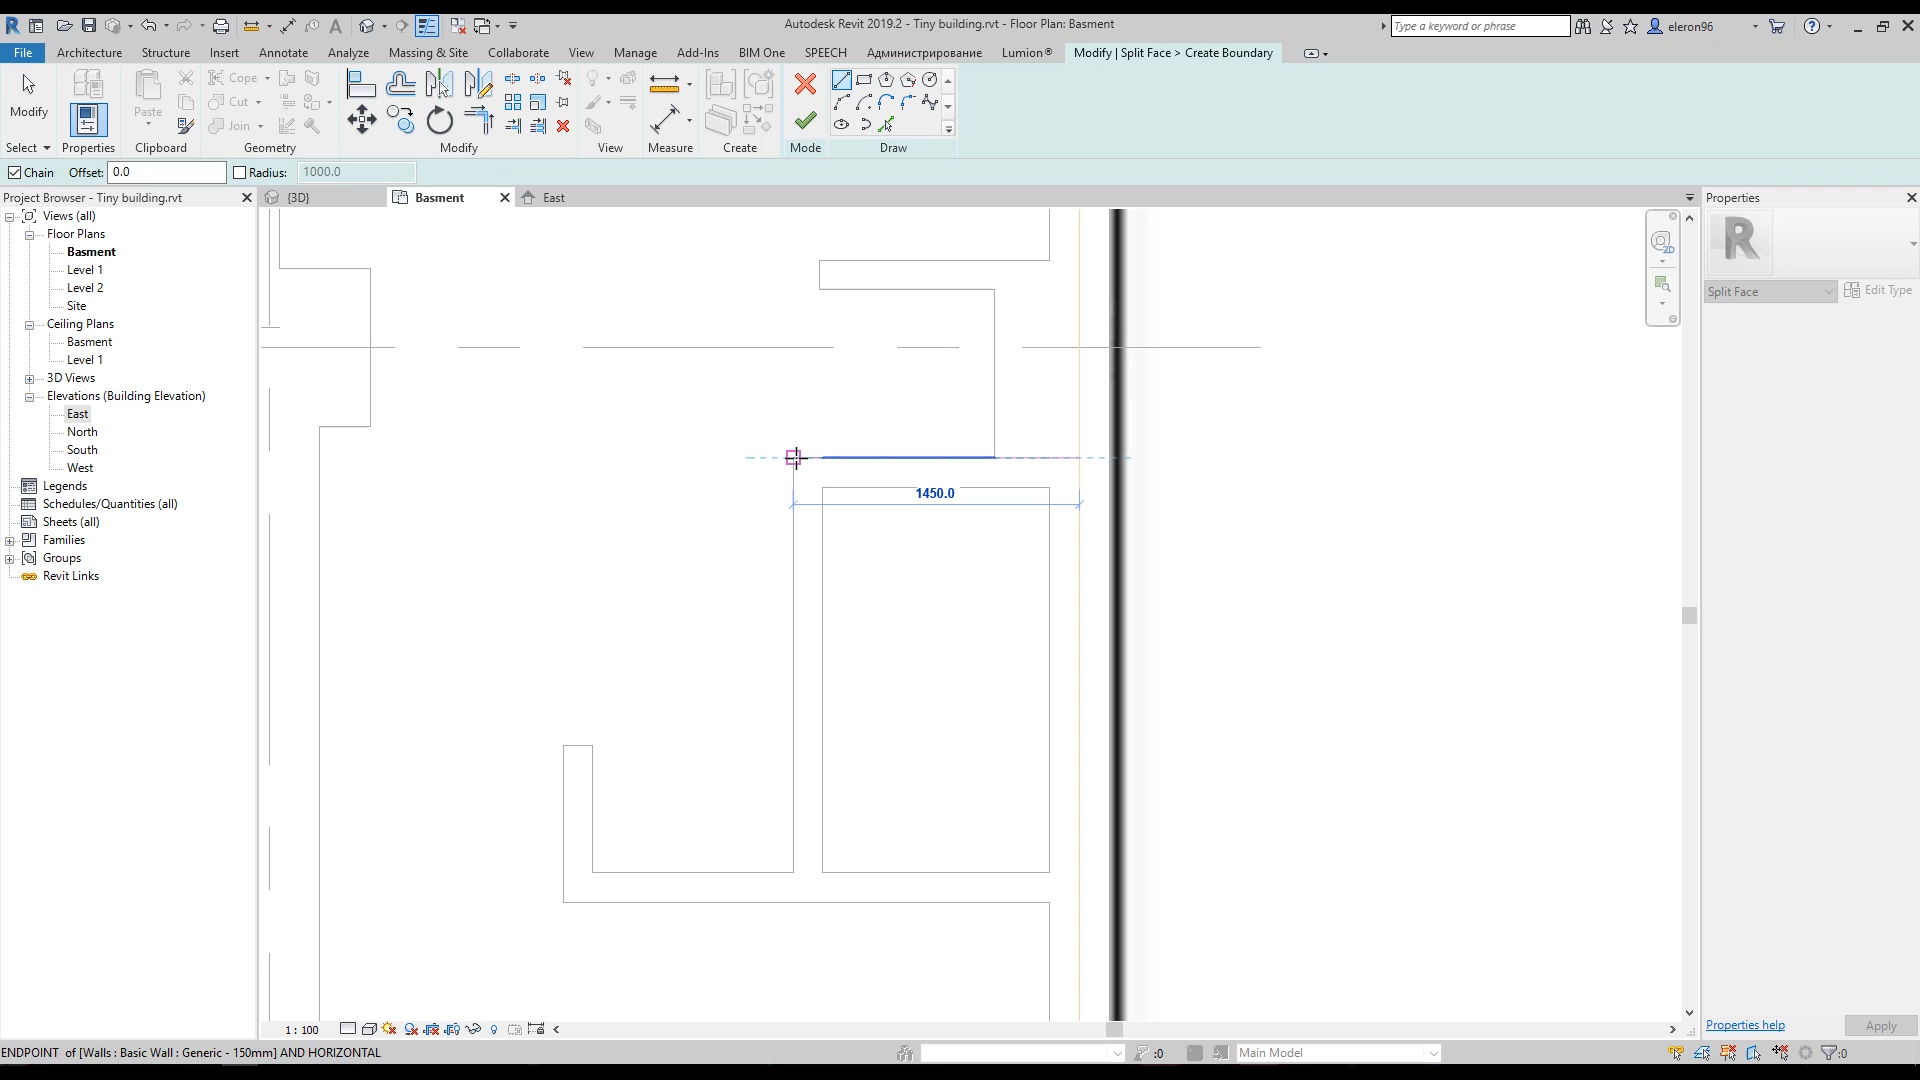 Autodesk Revit 2019.2 - Tiny building.rvt - Floor Plan: Basment
Type a keyword or phrase
eleron96
File
Architecture
Structure
Insert
Annotate
Analyze
Massing & Site
Collaborate
View
Manage
Add-Ins
BIM One
SPEECH
Администрирование
Lumion®
Modify | Split Face > Create Boundary
Modify
Paste
Cope
Cut
Join
Select
Properties
Clipboard
Geometry
Modify
View
Measure
Create
Mode
Draw
Chain
Offset:
0.0
Radius:
1000.0
Project Browser - Tiny building.rvt
{3D}
Basment
East
Properties
Views (all)
Floor Plans
Basment
Level 1
Level 2
Site
Ceiling Plans
Basment
Level 1
3D Views
Elevations (Building Elevation)
East
North
South
West
Legends
Schedules/Quantities (all)
Sheets (all)
Families
Groups
Revit Links
1450.0
2D
Split Face
Edit Type
1 : 100
Properties help
Apply
ENDPOINT of [Walls : Basic Wall : Generic - 150mm] AND HORIZONTAL
:0
Main Model
:0